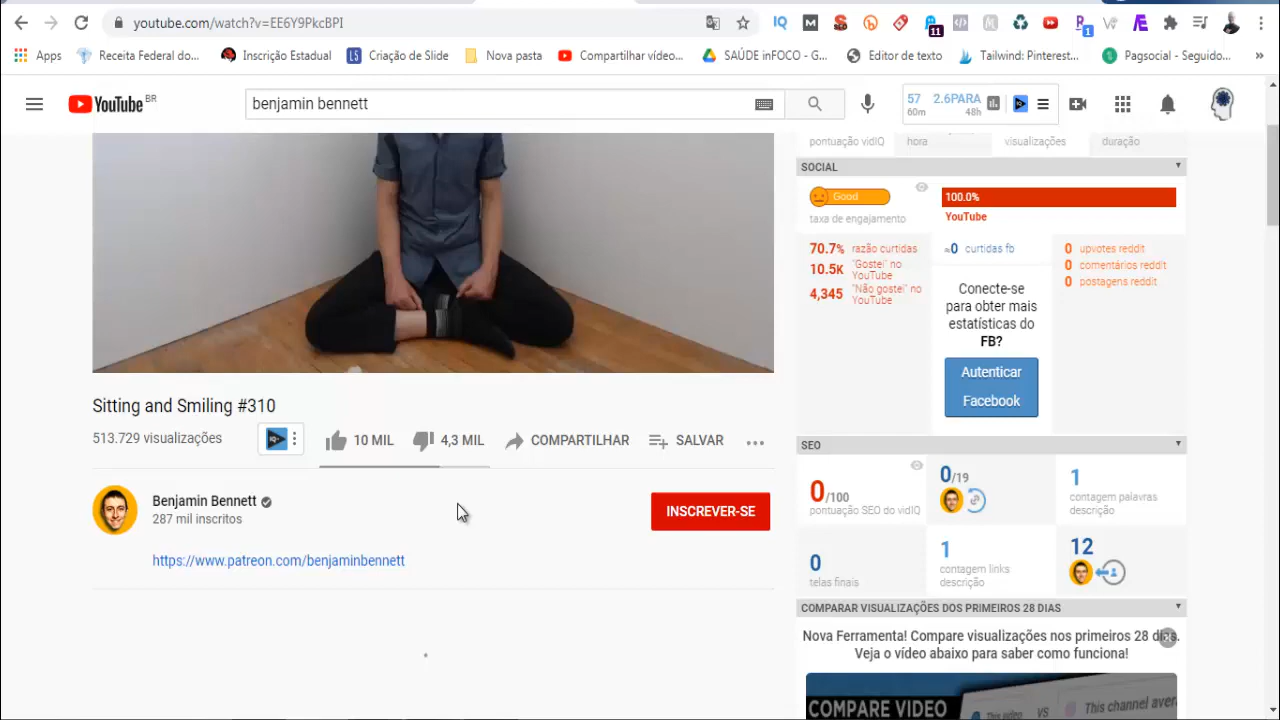 youtube.com/watch?v=EE6Y9PkcBPI
11
1
Apps
Receita Federal do...
Inscrição Estadual
Criação de Slide
Nova pasta
Compartilhar vídeo...
SAÚDE inFOCO - G...
Editor de texto
Tailwind: Pinterest...
Pagsocial - Seguido...
»
YouTube BR
benjamin bennett
57
60m
2.6PARA
48h
pontuação vidIQ
hora
visualizações
duração
SOCIAL
Good
taxa de engajamento
100.0%
YouTube
70.7% razão curtidas
10.5K "Gostei" no YouTube
4,345 "Não gostei" no YouTube
≈0 curtidas fb
Conecte-se
para obter mais
estatísticas do
FB?
Autenticar
Facebook
0 upvotes reddit
0 comentários reddit
0 postagens reddit
Sitting and Smiling #310
513.729 visualizações
10 MIL
4,3 MIL
COMPARTILHAR
SALVAR
Benjamin Bennett
287 mil inscritos
INSCREVER-SE
https://www.patreon.com/benjaminbennett
SEO
0/100
pontuação SEO do vidIQ
0/19
1
contagem palavras
descrição
0
telas finais
1
contagem links
descrição
12
COMPARAR VISUALIZAÇÕES DOS PRIMEIROS 28 DIAS
Nova Ferramenta! Compare visualizações nos primeiros 28 dias.
Veja o vídeo abaixo para saber como funciona!
COMPARE VIDEO
This video
VS
This channel aver